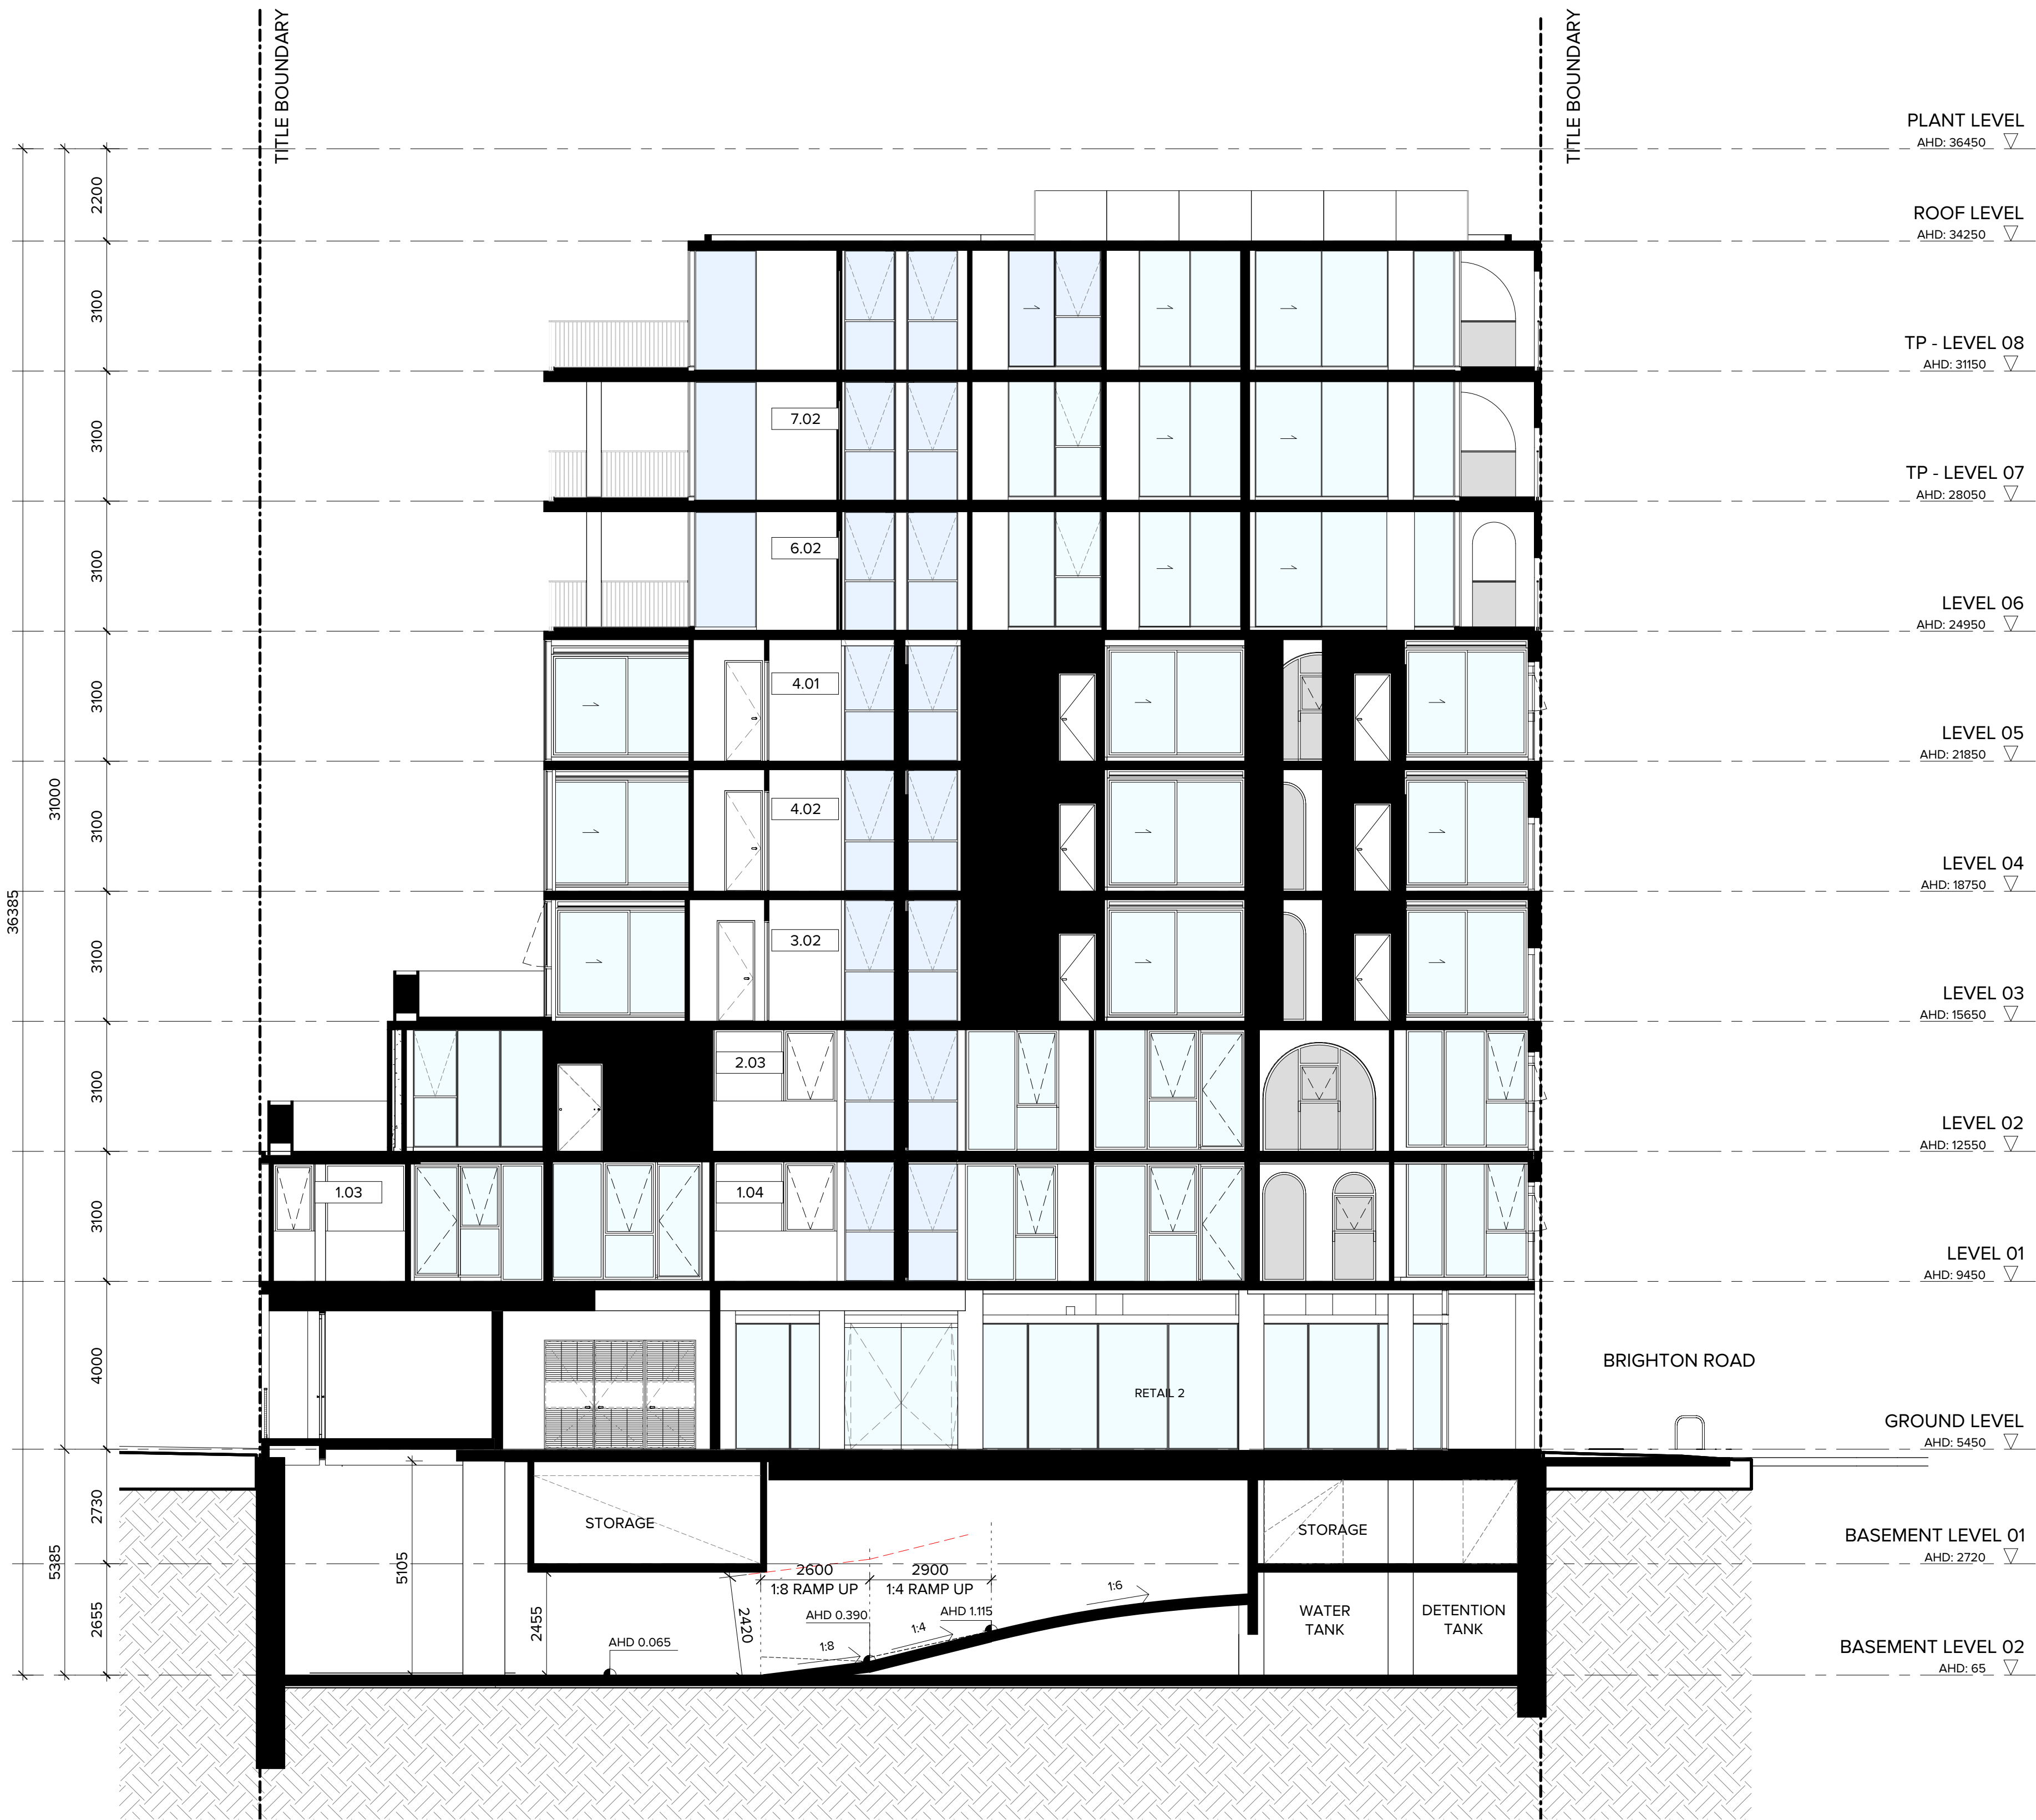 TITLE BOUNDARY
TITLE BOUNDARY
PLANT LEVEL
AHD: 36450
2200
ROOF LEVEL
AHD: 34250
3100
TP - LEVEL 08
AHD: 31150
3100
7.02
TP - LEVEL 07
AHD: 28050
3100
6.02
LEVEL 06
AHD: 24950
3100
4.01
LEVEL 05
AHD: 21850
31000
3100
4.02
LEVEL 04
AHD: 18750
36385
3100
3.02
LEVEL 03
AHD: 15650
3100
2.03
LEVEL 02
AHD: 12550
3100
1.03
1.04
LEVEL 01
AHD: 9450
4000
RETAIL 2
BRIGHTON ROAD
GROUND LEVEL
AHD: 5450
2730
STORAGE
STORAGE
BASEMENT LEVEL 01
AHD: 2720
5385
5105
2600
2900
1:8 RAMP UP
1:4 RAMP UP
1:6
2655
2455
2420
AHD 0.390
AHD 1.115
WATER
TANK
DETENTION
TANK
AHD 0.065
1:8
1:4
BASEMENT LEVEL 02
AHD: 65